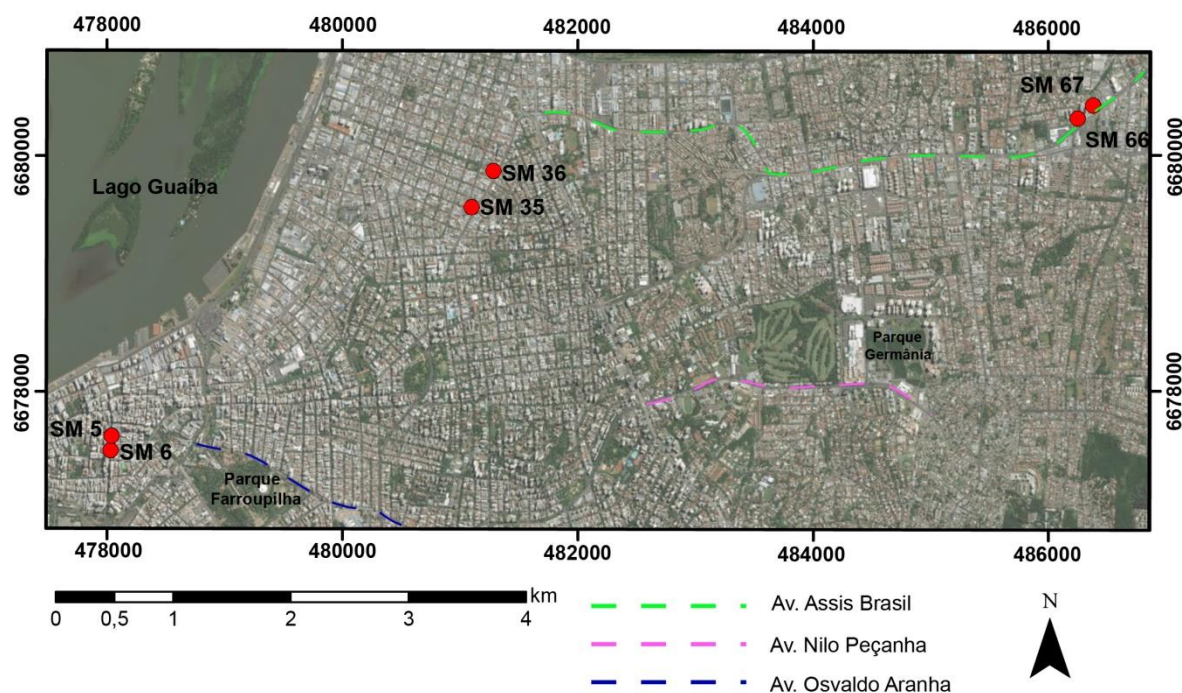 478000 480000 482000 484000 486000
SM 67
SM 66
6680000
6680000
SM 36
Lago Guaíba
SM 35
Parque
Germânia
6678000
6678000
SM 5
SM 6
Parque
Farroupilha
478000 480000 482000 484000 486000
km
0 0,5 1 2 3 4
Av. Assis Brasil
Av. Nilo Peçanha
Av. Osvaldo Aranha
N